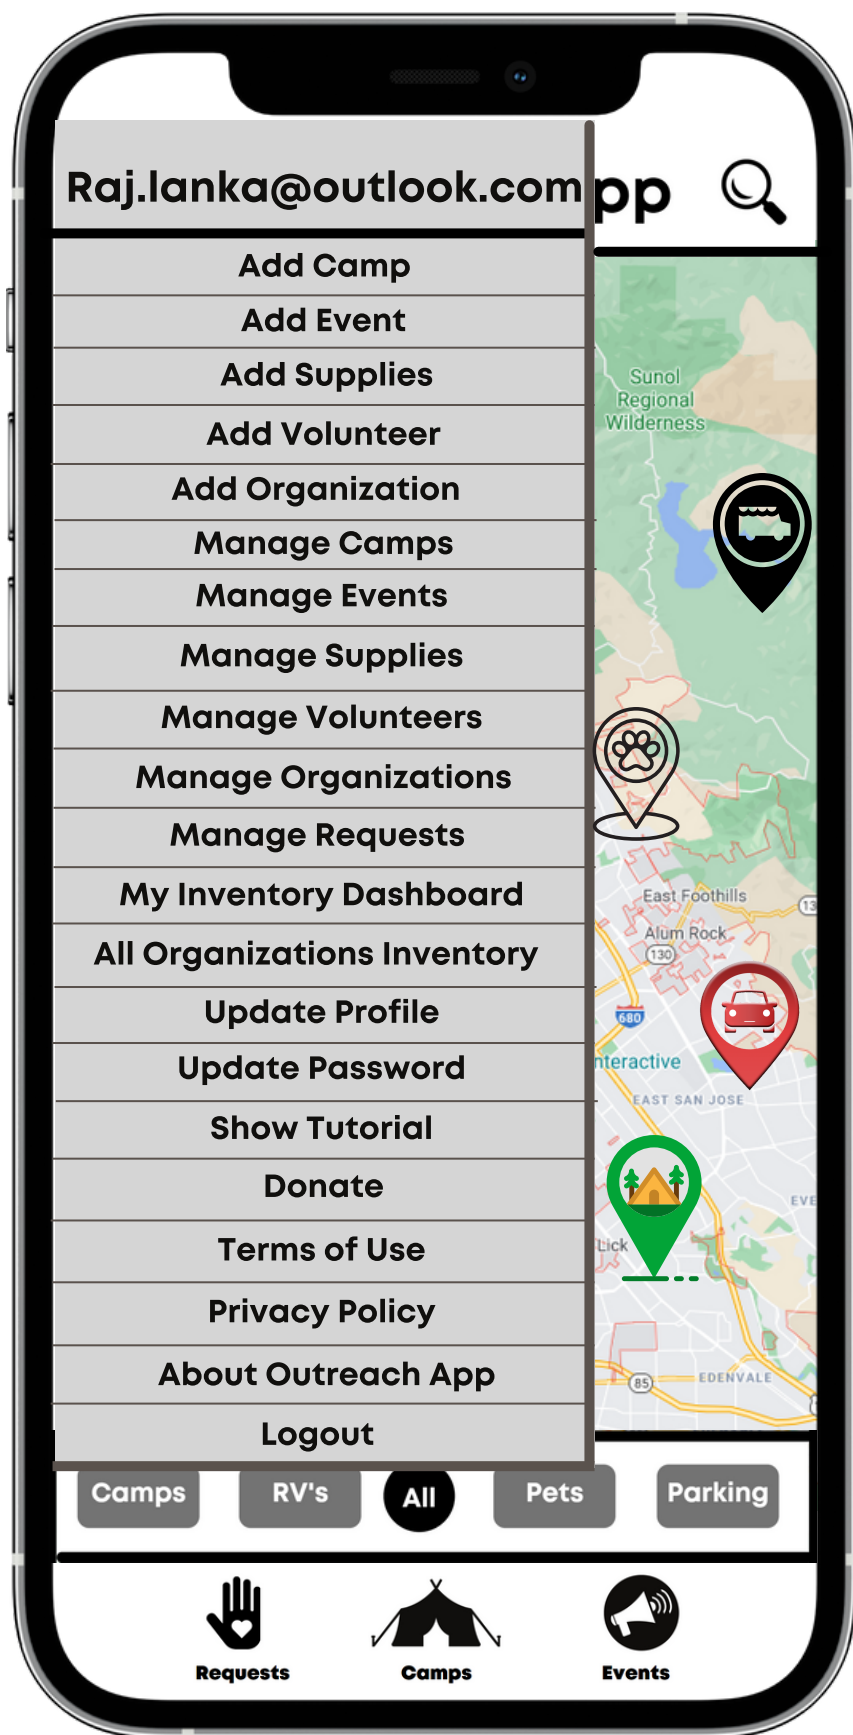 Raj.lanka@outlook.com
pp
Add Camp
Add Event
Add Supplies
Add Volunteer
Add Organization
Manage Camps
Manage Events
Manage Supplies
Manage Volunteers
Manage Organizations
Manage Requests
My Inventory Dashboard
All Organizations Inventory
Update Profile
Update Password
Show Tutorial
Donate
Terms of Use
Privacy Policy
About Outreach App
Logout
Sunol
Regional
Wilderness
East Foothills
13
Alum Rock
130
680
nteractive
EAST SAN JOSE
EVE
Lick
85
EDENVALE
Camps
RV's
All
Pets
Parking
Requests
Camps
Events